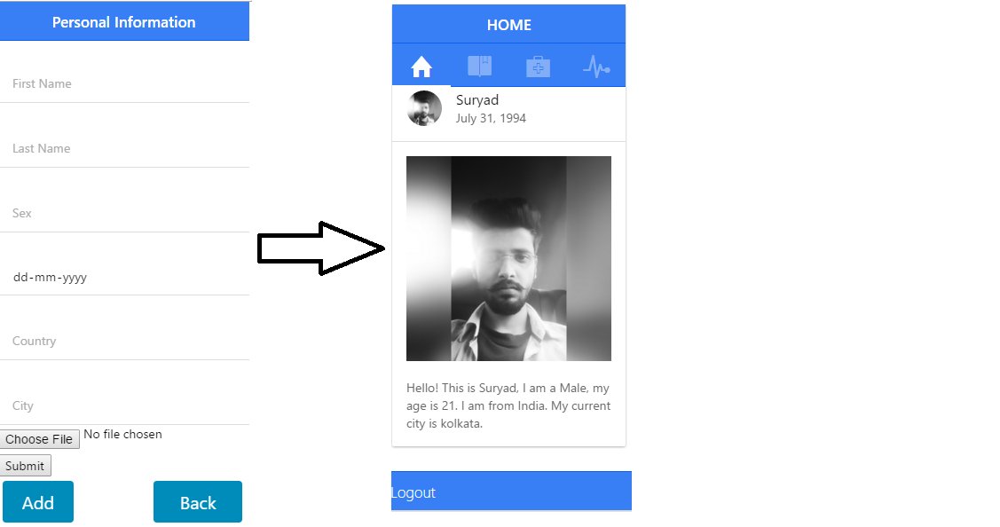 Personal Information
First Name
Last Name
Sex
dd-mm-yyyy
Country
City
Choose File No file chosen
Submit
Add Back
HOME
Suryad
July 31, 1994
Hello! This is Suryad, I am a Male, my
age is 21. I am from India. My current
city is kolkata.
Logout